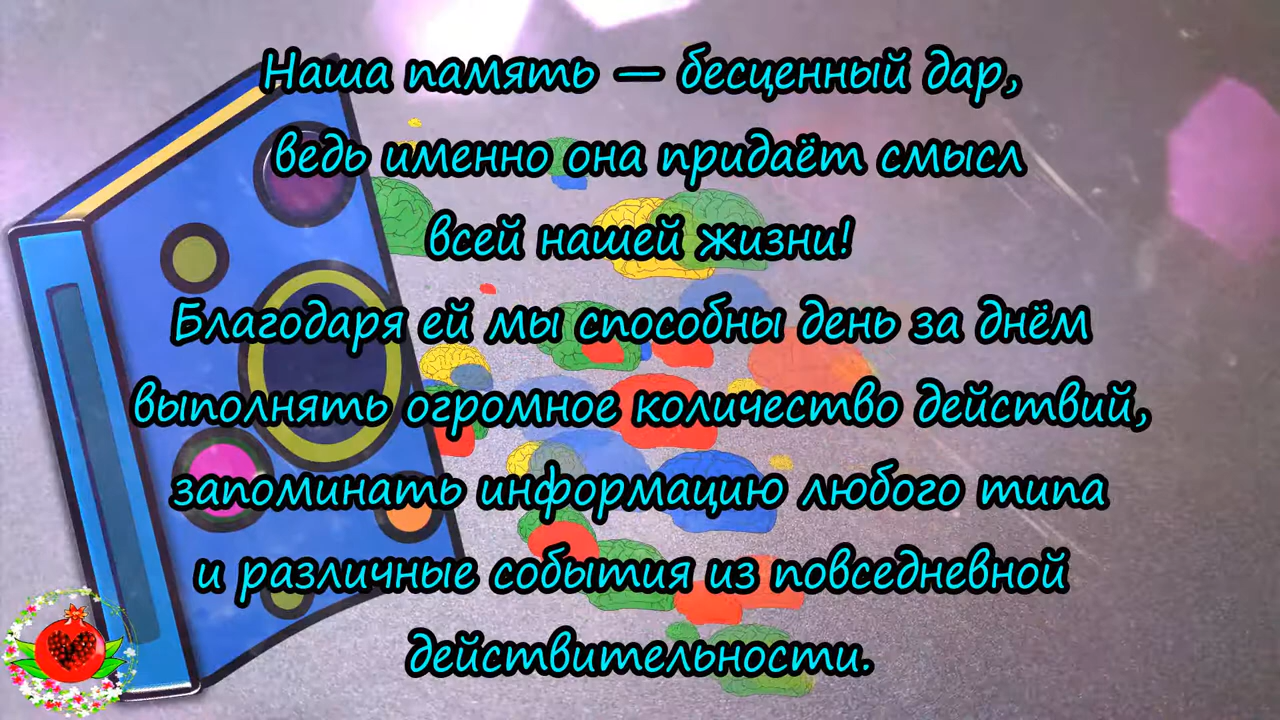 Наша память — бесценный дар,
ведь именно она придаёт смысл
всей нашей жизни!
Благодаря ей мы способны день за днём
выполнять огромное количество действий,
запоминать информацию любого типа
и различные события из повседневной
действительности.